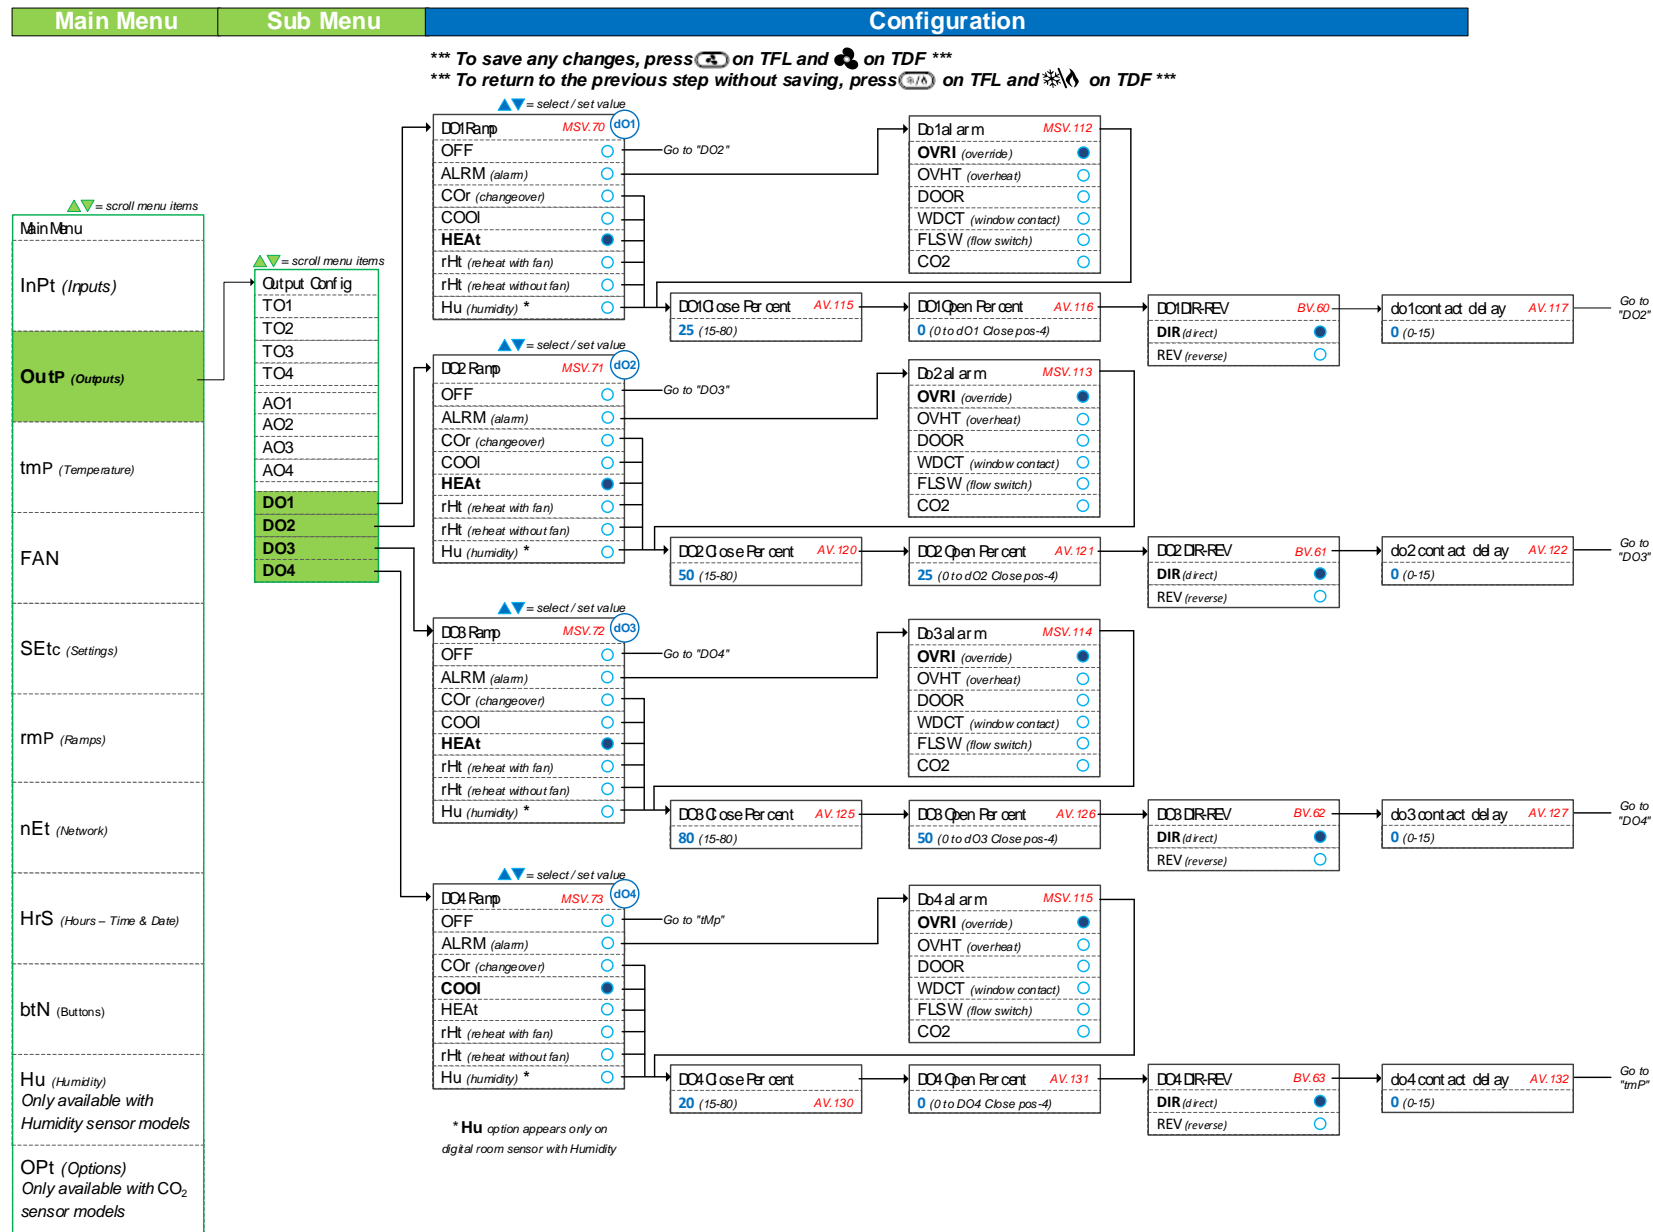 Main Menu
Sub Menu
Configuration
*** To save any changes, press on TFL and on TDF ***
*** To return to the previous step without saving, press on TFL and on TDF ***
= scroll menu items
Main Menu
InPt (Inputs)
OutP (Outputs)
tmP (Temperature)
FAN
SEtc (Settings)
rmP (Ramps)
nEt (Network)
HrS (Hours – Time & Date)
btN (Buttons)
Hu (Humidity)
Only available with
Humidity sensor models
OPt (Options)
Only available with CO2
sensor models
= scroll menu items
Output Config
TO1
TO2
TO3
TO4
AO1
AO2
AO3
AO4
DO1
DO2
DO3
DO4
= select / set value
DO1 Ramp MSV.70 dO1
OFF
Go to "DO2"
ALRM (alarm)
COr (changeover)
COOl
HEAt
rHt (reheat with fan)
rHt (reheat without fan)
Hu (humidity) *
Do1 alarm MSV.112
OVRI (override)
OVHT (overheat)
DOOR
WDCT (window contact)
FLSW (flow switch)
CO2
DO1 Close Percent AV.115
25 (15-80)
DO1 Open Percent AV.116
0 (0 to dO1 Close pos-4)
DO1 DIR-REV BV.60
DIR (direct)
REV (reverse)
do1 contact delay AV.117
0 (0-15)
Go to
"DO2"
= select / set value
DO2 Ramp MSV.71 dO2
OFF
Go to "DO3"
ALRM (alarm)
COr (changeover)
COOl
HEAt
rHt (reheat with fan)
rHt (reheat without fan)
Hu (humidity) *
Do2 alarm MSV.113
OVRI (override)
OVHT (overheat)
DOOR
WDCT (window contact)
FLSW (flow switch)
CO2
DO2 Close Percent AV.120
50 (15-80)
DO2 Open Percent AV.121
25 (0 to dO2 Close pos-4)
DO2 DIR-REV BV.61
DIR (direct)
REV (reverse)
do2 contact delay AV.122
0 (0-15)
Go to
"DO3"
= select / set value
DO3 Ramp MSV.72 dO3
OFF
Go to "DO4"
ALRM (alarm)
COr (changeover)
COOl
HEAt
rHt (reheat with fan)
rHt (reheat without fan)
Hu (humidity) *
Do3 alarm MSV.114
OVRI (override)
OVHT (overheat)
DOOR
WDCT (window contact)
FLSW (flow switch)
CO2
DO3 Close Percent AV.125
80 (15-80)
DO3 Open Percent AV.126
50 (0 to dO3 Close pos-4)
DO3 DIR-REV BV.62
DIR (direct)
REV (reverse)
do3 contact delay AV.127
0 (0-15)
Go to
"DO4"
= select / set value
DO4 Ramp MSV.73 dO4
OFF
Go to "tMp"
ALRM (alarm)
COr (changeover)
COOl
HEAt
rHt (reheat with fan)
rHt (reheat without fan)
Hu (humidity) *
Do4 alarm MSV.115
OVRI (override)
OVHT (overheat)
DOOR
WDCT (window contact)
FLSW (flow switch)
CO2
DO4 Close Percent
20 (15-80) AV.130
DO4 Open Percent AV.131
0 (0 to DO4 Close pos-4)
DO4 DIR-REV BV.63
DIR (direct)
REV (reverse)
do4 contact delay AV.132
0 (0-15)
Go to
"tmP"
* Hu option appears only on
digital room sensor with Humidity